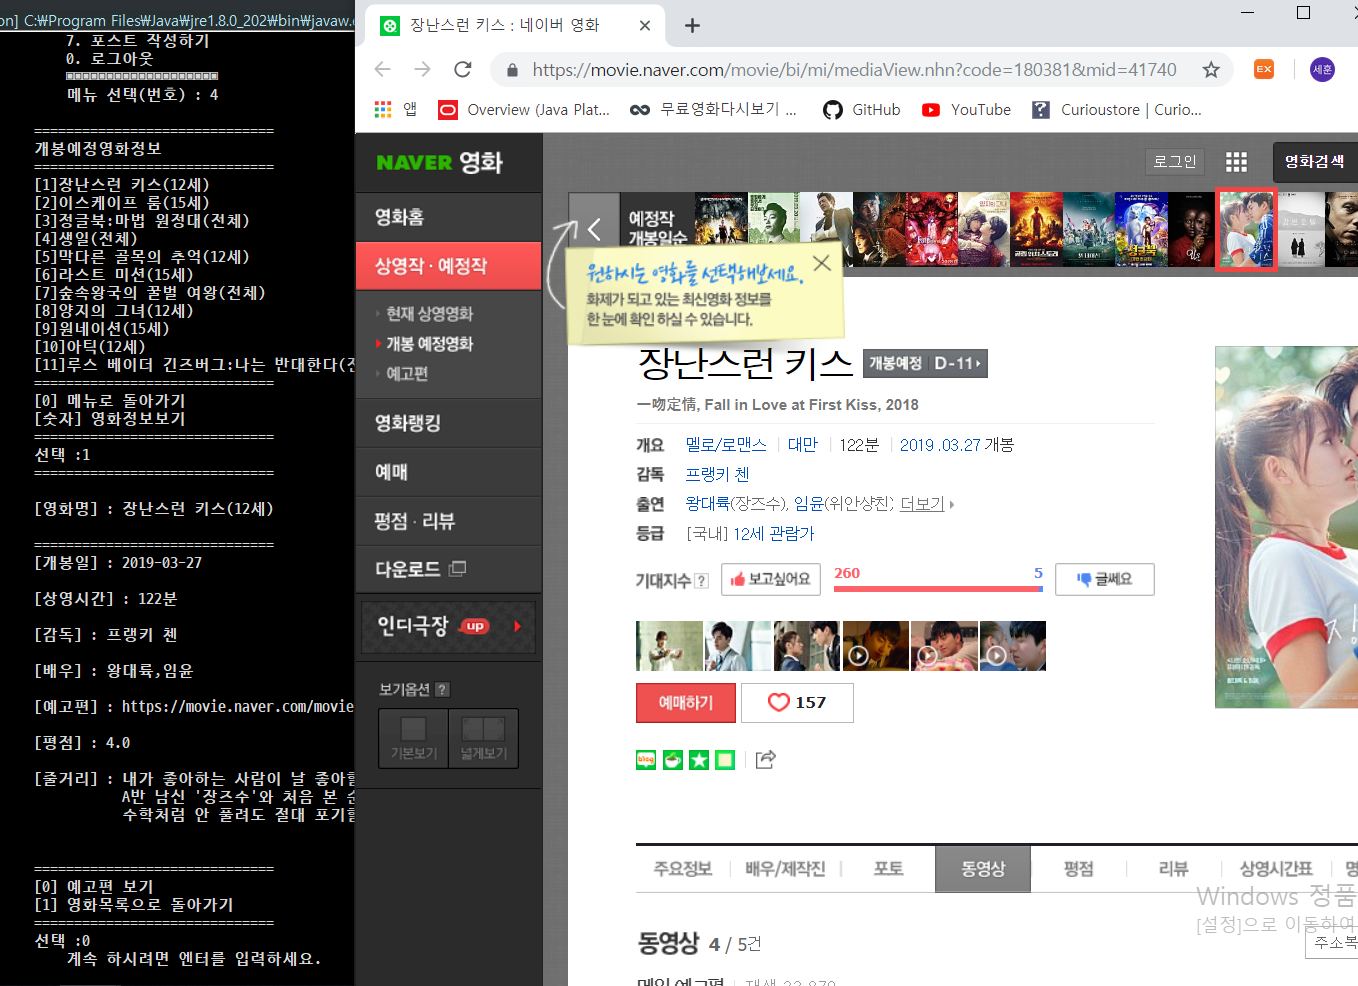 on] C:₩Program Files₩Java₩jre1.8.0_202₩bin₩javaw.e
7. 포스트 작성하기
0. 로그아웃
메뉴 선택(번호) : 4
==============================
개봉예정영화정보
==============================
[1]장난스런 키스(12세)
[2]이스케이프 룸(15세)
[3]정글북:마법 원정대(전체)
[4]생일(전체)
[5]막다른 골목의 추억(12세)
[6]라스트 미션(15세)
[7]숲속왕국의 꿀벌 여왕(전체)
[8]양지의 그녀(12세)
[9]원네이션(15세)
[10]아틱(12세)
[11]루스 베이더 긴즈버그:나는 반대한다(전
==============================
[0] 메뉴로 돌아가기
[숫자] 영화정보보기
==============================
선택 :1
==============================
[영화명] : 장난스런 키스(12세)
==============================
[개봉일] : 2019-03-27
[상영시간] : 122분
[감독] : 프랭키 첸
[배우] : 왕대륙,임윤
[예고편] : https://movie.naver.com/movie
[평점] : 4.0
[줄거리] : 내가 좋아하는 사람이 날 좋아할
A반 남신 '장즈수'와 처음 본 순
수학처럼 안 풀려도 절대 포기할
==============================
[0] 예고편 보기
[1] 영화목록으로 돌아가기
==============================
선택 :0
계속 하시려면 엔터를 입력하세요.
장난스런 키스 : 네이버 영화
https://movie.naver.com/movie/bi/mi/mediaView.nhn?code=180381&mid=41740
EX
세훈
앱
Overview (Java Plat...
무료영화다시보기 ...
GitHub
YouTube
Curioustore | Curio...
NAVER 영화
로그인
영화검색
영화홈
상영작·예정작
현재 상영영화
개봉 예정영화
예고편
영화랭킹
예매
평점·리뷰
다운로드
인디극장 up
보기옵션 ?
기본보기
넓게보기
예정작
개봉일순
원하시는 영화를 선택해보세요.
화제가 되고 있는 최신영화 정보를
한 눈에 확인 하실 수 있습니다.
장난스런 키스 개봉예정 D-11
一吻定情, Fall in Love at First Kiss, 2018
개요 멜로/로맨스 대만 122분 2019 .03.27 개봉
감독 프랭키 첸
출연 왕대륙(장즈수), 임윤(위안샹친) 더보기
등급 [국내] 12세 관람가
기대지수 ? 보고싶어요 260 5 글쎄요
예매하기 157
blog
주요정보 배우/제작진 포토 동영상 평점 리뷰 상영시간표 명
Windows 정품
[설정]으로 이동하여
동영상 4 / 5건
주소복
메인 예고편 재생 33,879